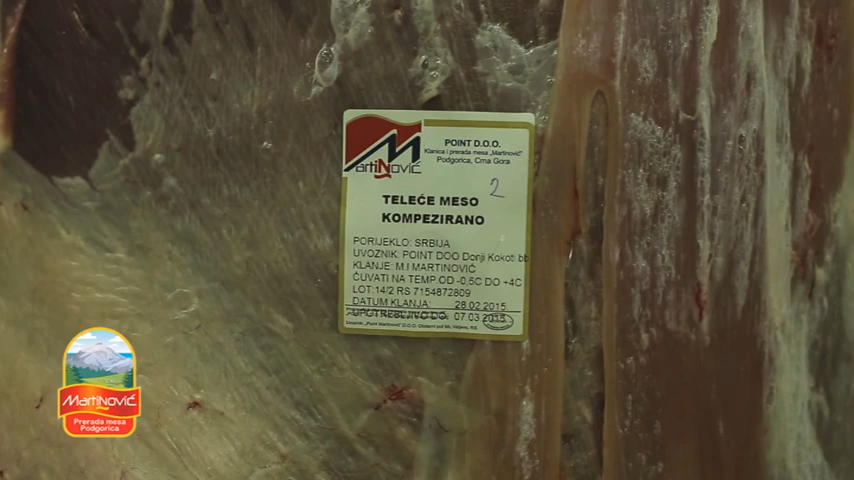 MartiNović
POINT D.O.O.
Klanica i prerada mesa „Martinović"
Podgorica, Crna Gora
2
TELEĆE MESO
KOMPEZIRANO
PORIJEKLO: SRBIJA
UVOZNIK: POINT DOO Donji Kokoti bb
KLANJE: M.I MARTINOVIĆ
ČUVATI NA TEMP.OD -0,5C DO +4C
LOT:14/2 RS 7154872809
DATUM KLANJA: 28.02.2015.
UPOTREBLJIVO DO: 07.03.2015.
MartiNović
Prerada mesa
Podgorica